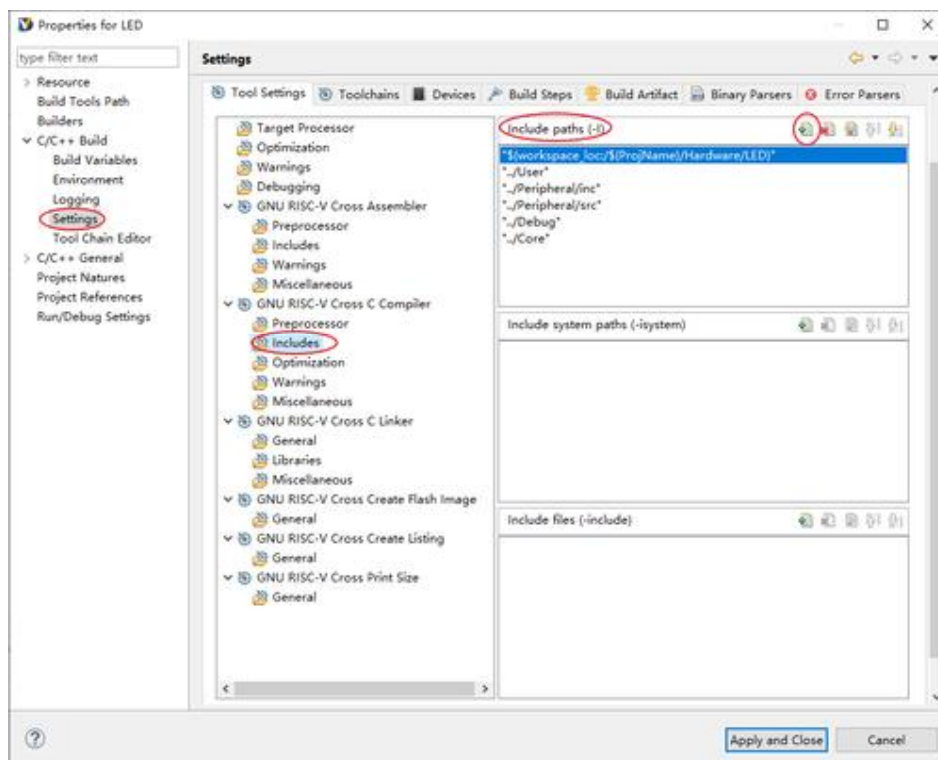 Properties for LED
type filter text
Resource
Build Tools Path
Builders
C/C++ Build
Build Variables
Environment
Logging
Settings
Tool Chain Editor
C/C++ General
Project Natures
Project References
Run/Debug Settings
Settings
Tool Settings
Toolchains
Devices
Build Steps
Build Artifact
Binary Parsers
Error Parsers
Target Processor
Optimization
Warnings
Debugging
GNU RISC-V Cross Assembler
Preprocessor
Includes
Warnings
Miscellaneous
GNU RISC-V Cross C Compiler
Preprocessor
Includes
Optimization
Warnings
Miscellaneous
GNU RISC-V Cross C Linker
General
Libraries
Miscellaneous
GNU RISC-V Cross Create Flash Image
General
GNU RISC-V Cross Create Listing
General
GNU RISC-V Cross Print Size
General
Include paths (-I)
"${workspace_loc:/${ProjName}/Hardware/LED}"
"../User"
"../Peripheral/inc"
"../Peripheral/src"
"../Debug"
"../Core"
Include system paths (-isystem)
Include files (-include)
Apply and Close
Cancel